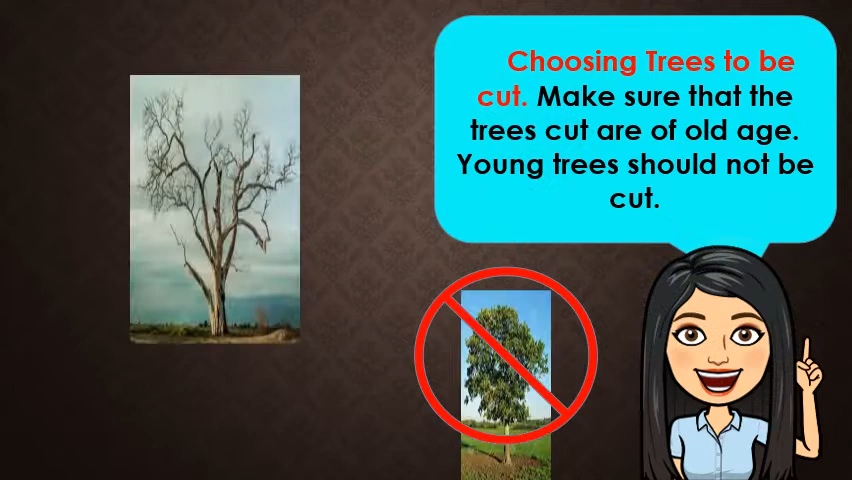 Choosing Trees to be
cut. Make sure that the
trees cut are of old age.
Young trees should not be
cut.